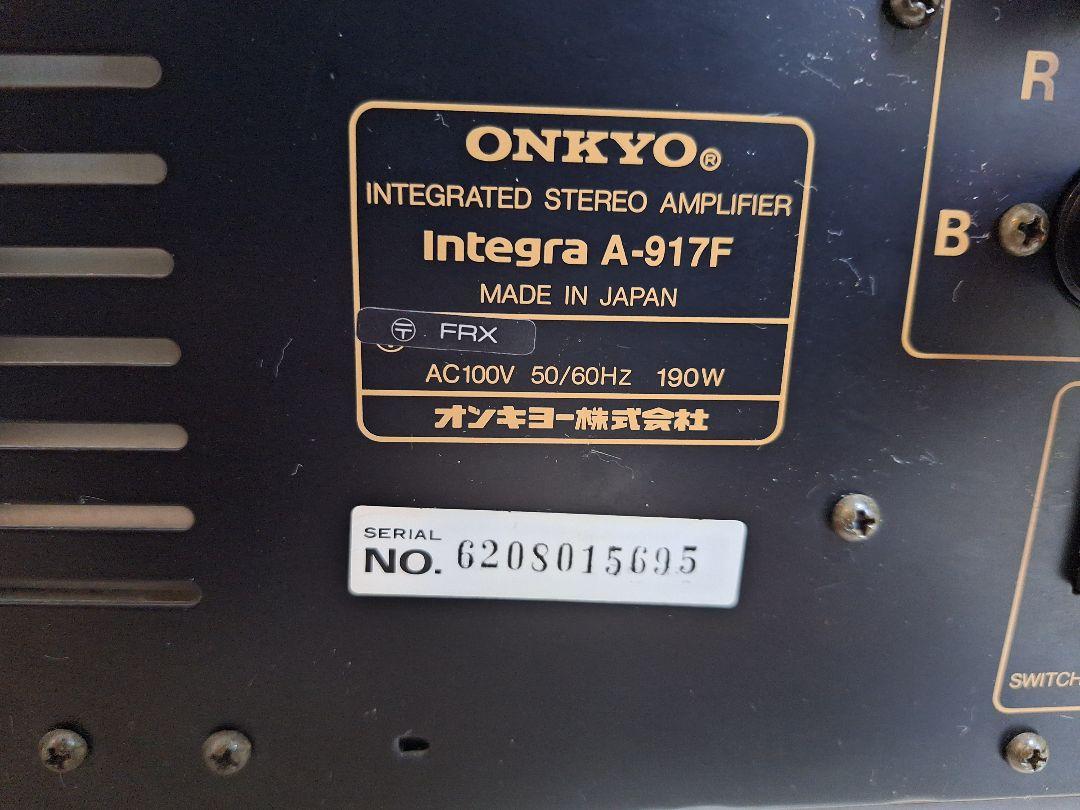 ONKYO®
INTEGRATED STEREO AMPLIFIER
Integra A-917F
MADE IN JAPAN
〶 FRX
AC100V 50/60Hz 190W
オンキヨー株式会社
SERIAL
NO. 6208015695
R
B
SWITCH